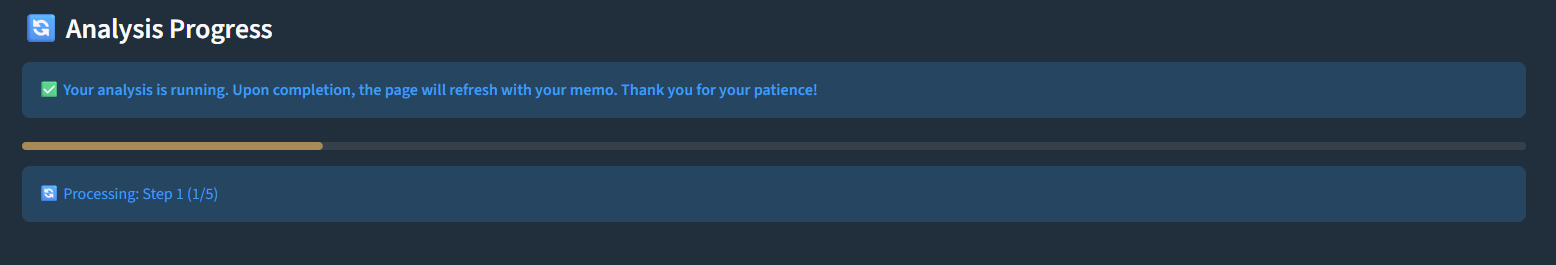 🔄 Analysis Progress
✅ Your analysis is running. Upon completion, the page will refresh with your memo. Thank you for your patience!
🔄 Processing: Step 1 (1/5)